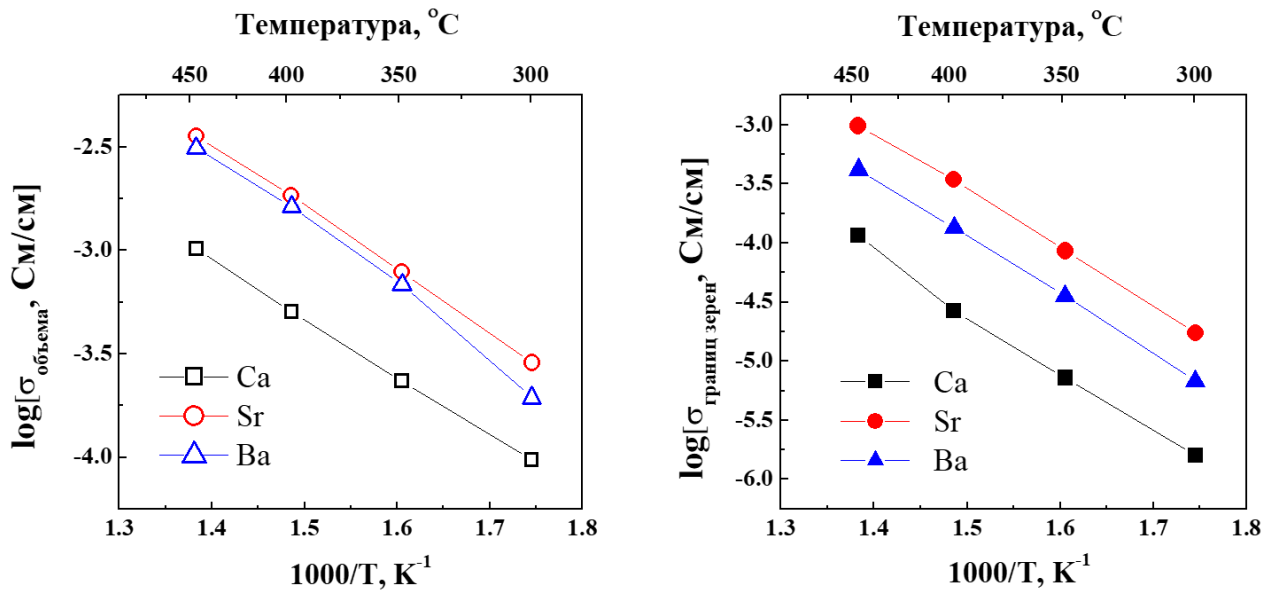 Температура, °C
450 400 350 300
log[σобъема, См/см]
-2.5
-3.0
-3.5
-4.0
Ca
Sr
Ba
1.3 1.4 1.5 1.6 1.7 1.8
1000/T, K-1
Температура, °C
450 400 350 300
log[σграниц зерен, См/см]
-3.0
-3.5
-4.0
-4.5
-5.0
-5.5
-6.0
Ca
Sr
Ba
1.3 1.4 1.5 1.6 1.7 1.8
1000/T, K-1